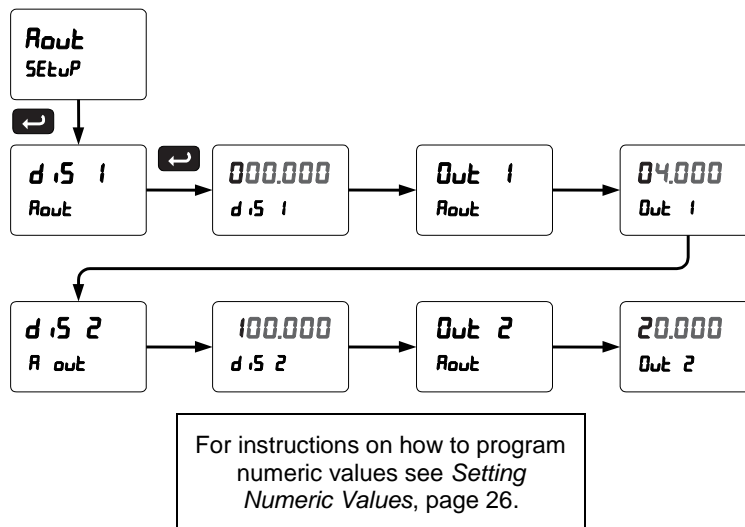 Aout
SEtuP
diS 1
Aout
000.000
diS 1
Out 1
Aout
04.000
Out 1
diS 2
A out
100.000
diS 2
Out 2
Aout
20.000
Out 2
For instructions on how to program
numeric values see Setting
Numeric Values, page 26.